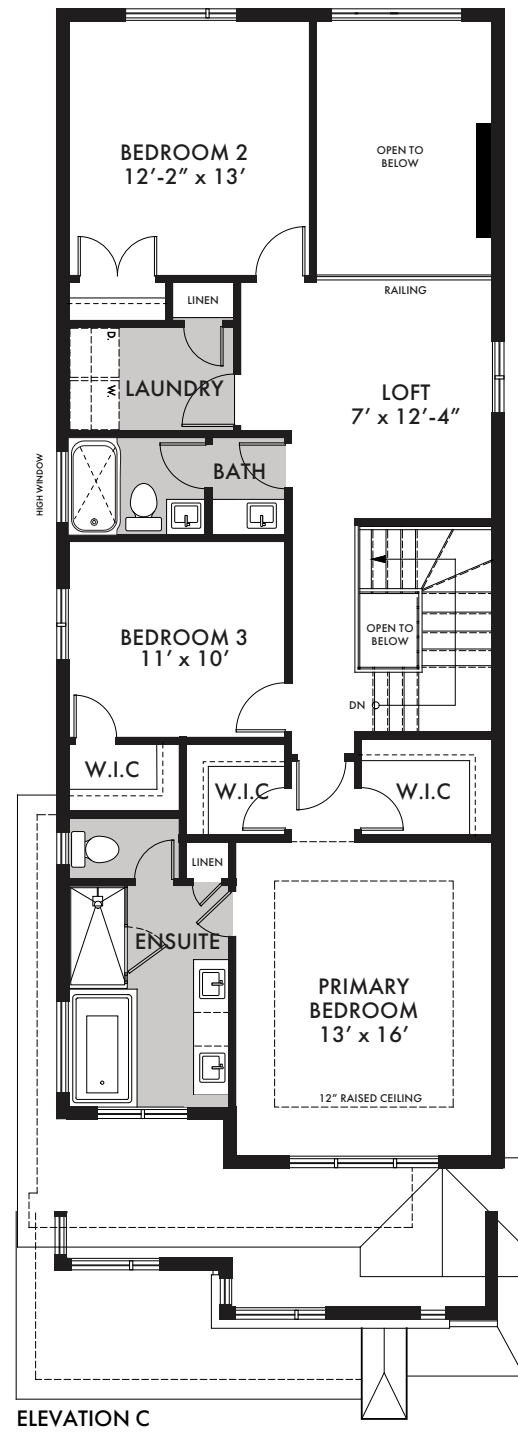 BEDROOM 2
12'-2" x 13'
OPEN TO
BELOW
LINEN
RAILING
D.
W.
LAUNDRY
LOFT
7' x 12'-4"
HIGH WINDOW
BATH
BEDROOM 3
11' x 10'
OPEN TO
BELOW
DN
W.I.C
W.I.C
W.I.C
LINEN
ENSUITE
PRIMARY
BEDROOM
13' x 16'
12" RAISED CEILING
ELEVATION C